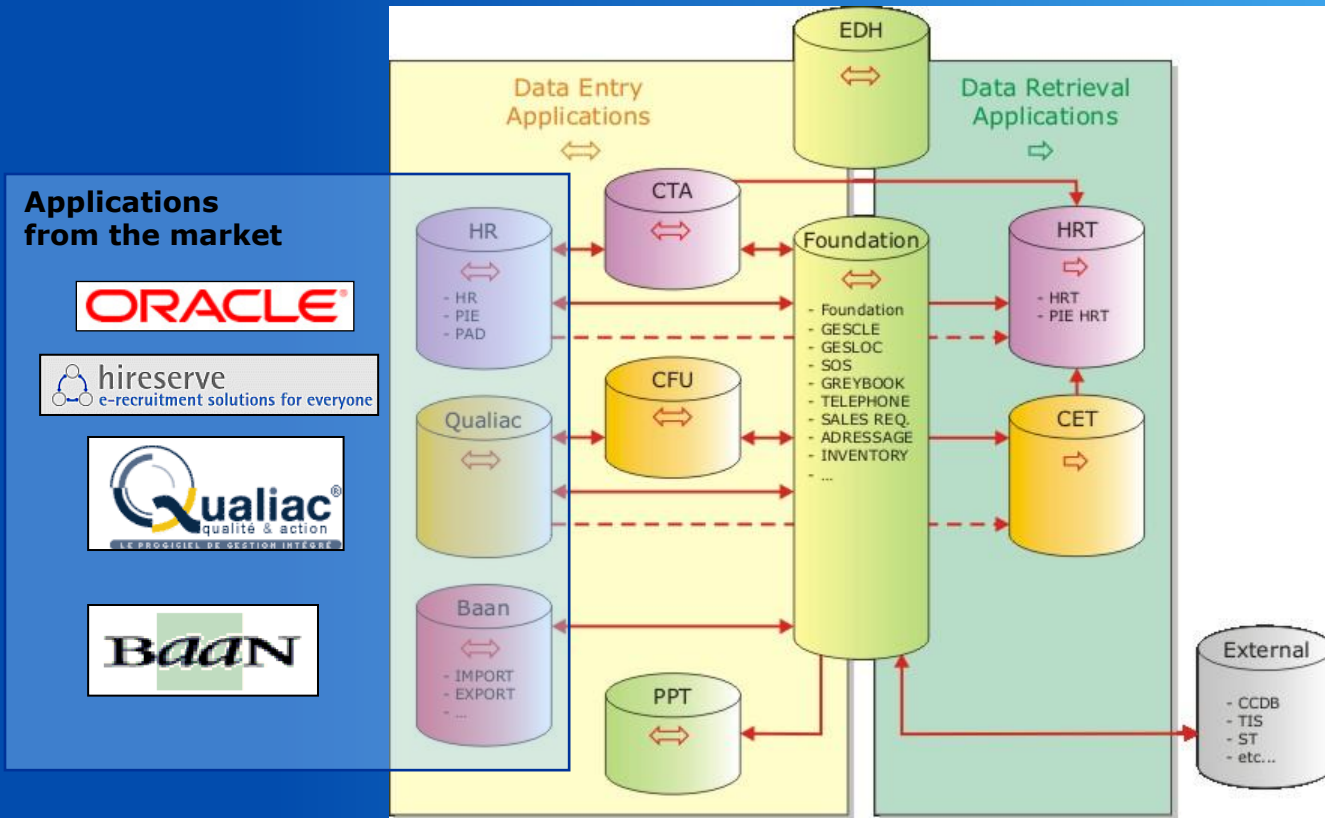 EDH
Data Entry
Applications
Data Retrieval
Applications
Applications
from the market
ORACLE®
hireserve
e-recruitment solutions for everyone
Qualiac®
qualité & action
LE PROGICIEL DE GESTION INTÉGRÉ
BaaN
HR
- HR
- PIE
- PAD
Qualiac
Baan
- IMPORT
- EXPORT
- ...
CTA
CFU
PPT
Foundation
- Foundation
- GESCLE
- GESLOC
- SOS
- GREYBOOK
- TELEPHONE
- SALES REQ.
- ADRESSAGE
- INVENTORY
- ...
HRT
- HRT
- PIE HRT
CET
External
- CCDB
- TIS
- ST
- etc...